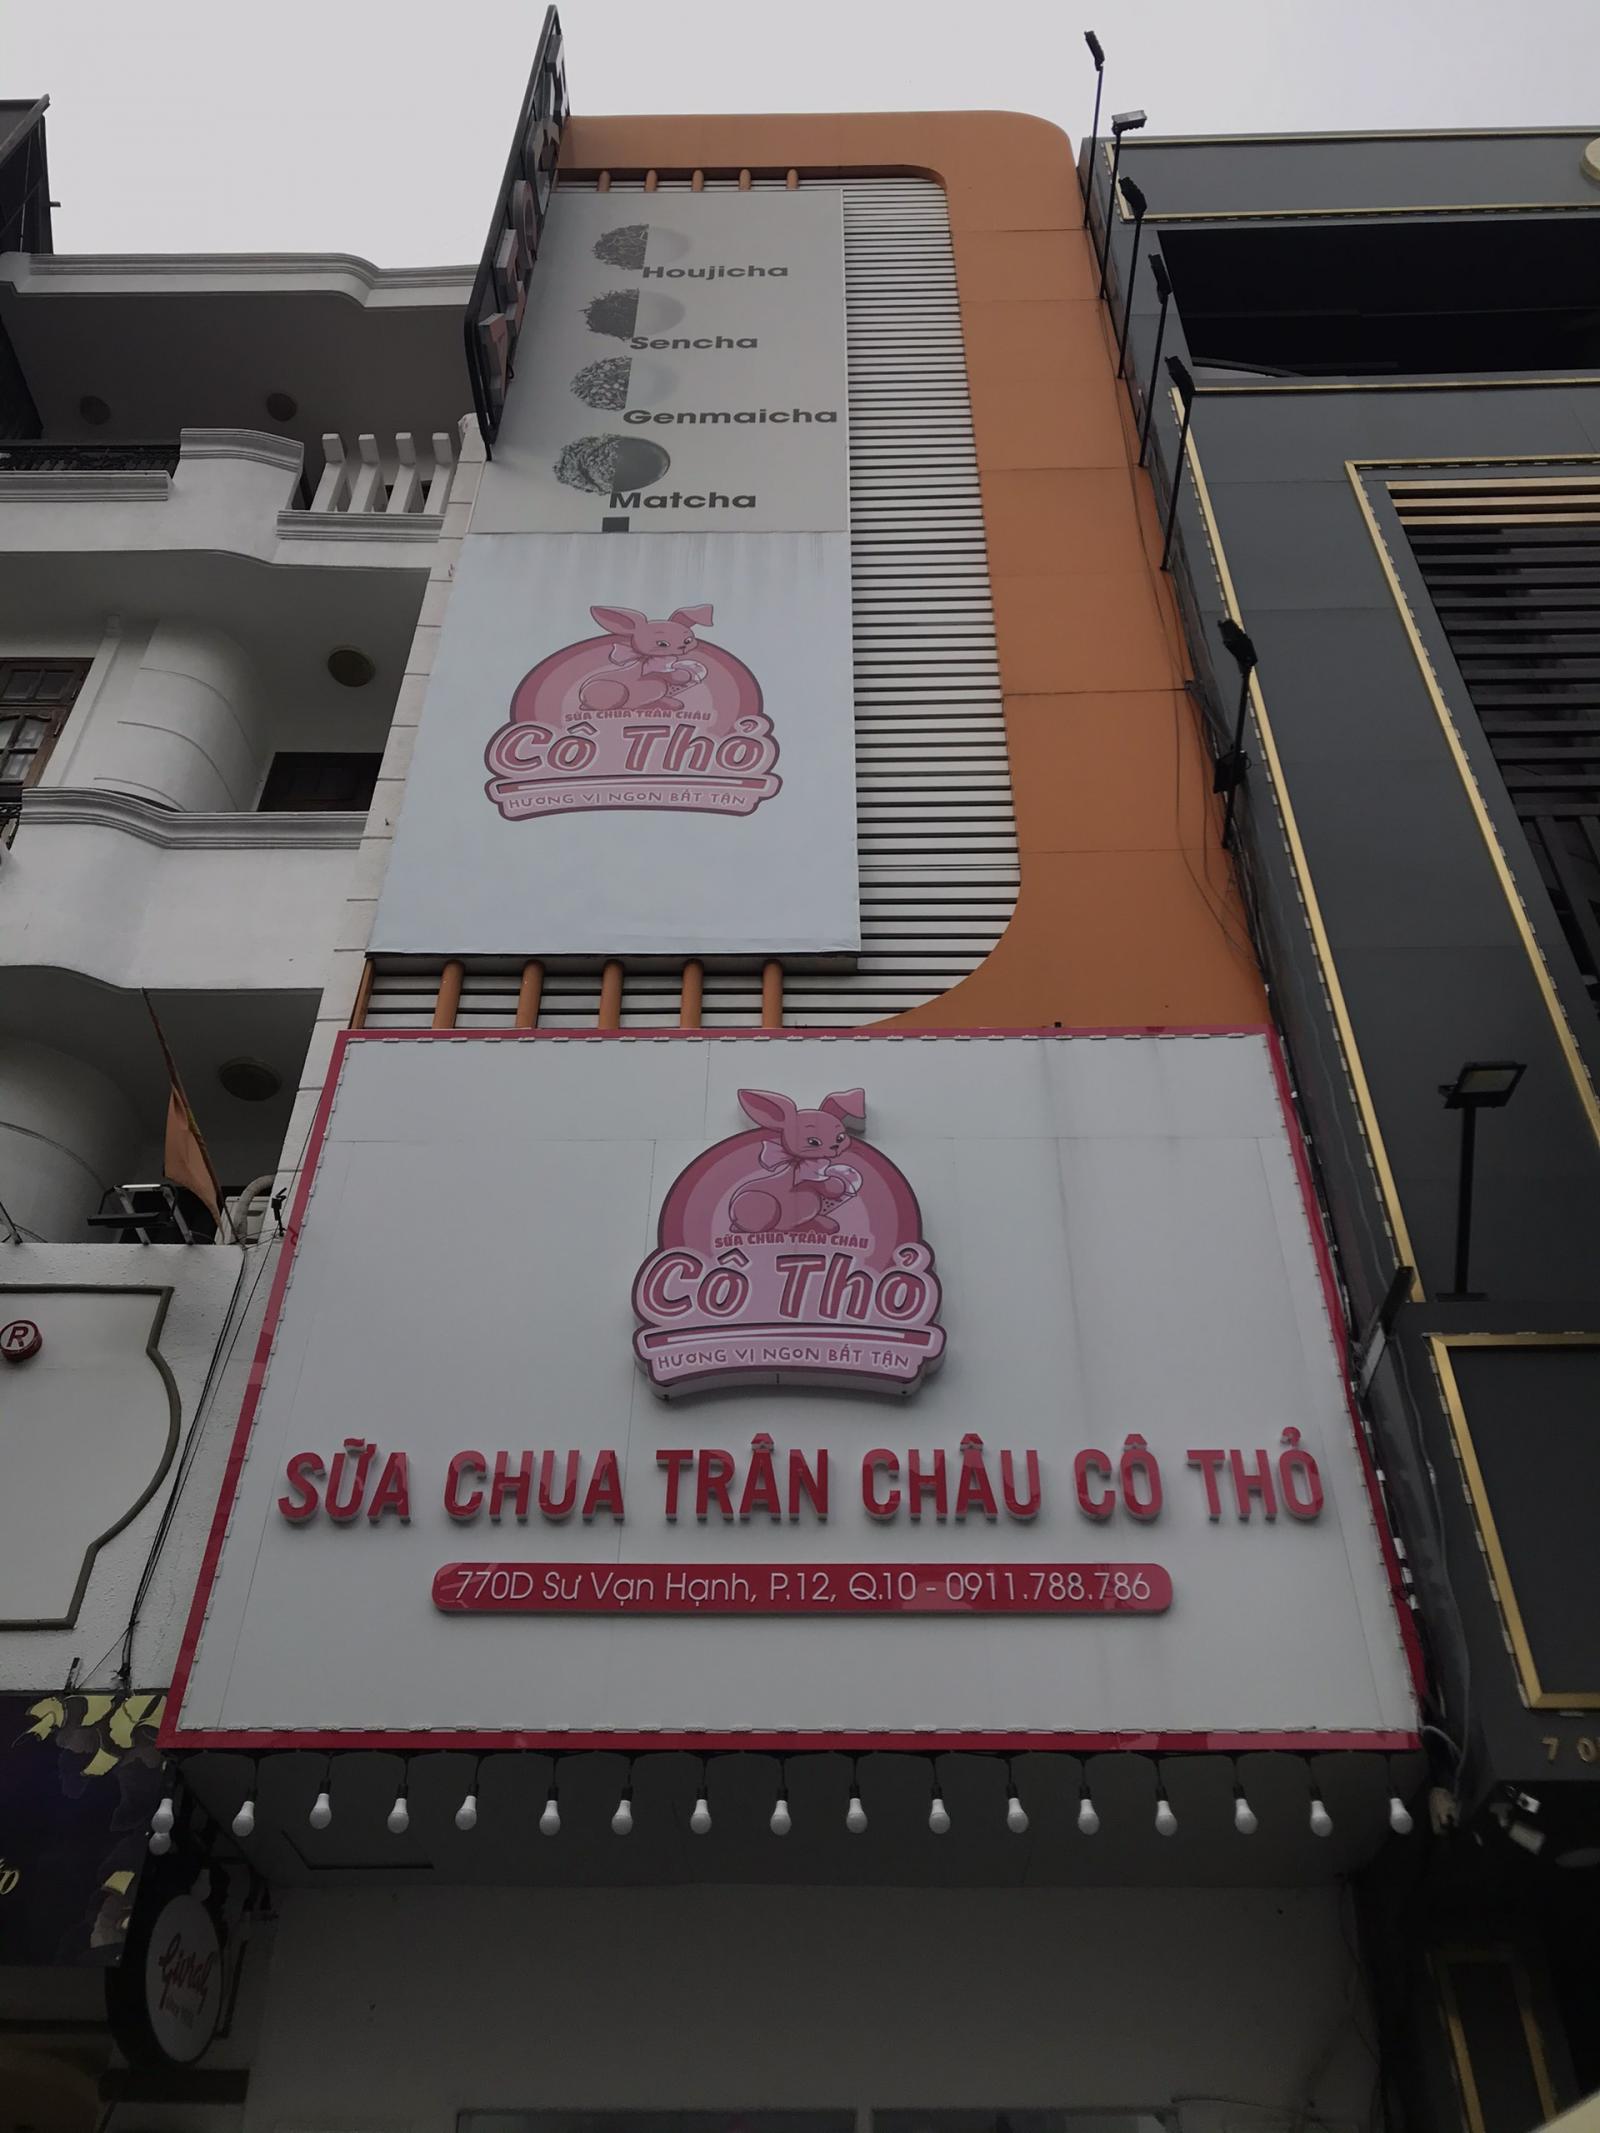 Houjicha
Sencha
Genmaicha
Matcha
SỮA CHUA TRÂN CHÂU
Cô Thỏ
HƯƠNG VỊ NGON BẤT TẬN
SỮA CHUA TRÂN CHÂU
Cô Thỏ
HƯƠNG VỊ NGON BẤT TẬN
SỮA CHUA TRÂN CHÂU CÔ THỎ
770D Sư Vạn Hạnh, P.12, Q.10 - 0911.788.786
R
Givral